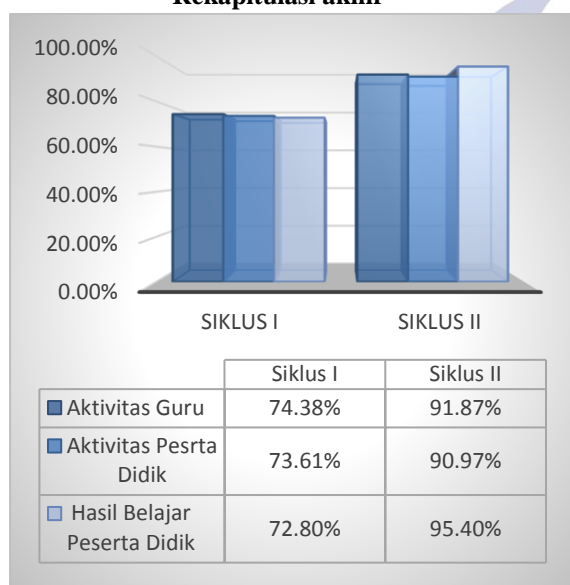 Rekapitulasi akhir
100.00%
80.00%
60.00%
40.00%
20.00%
0.00%
SIKLUS I SIKLUS II
Siklus I Siklus II
Aktivitas Guru 74.38% 91.87%
Aktivitas Pesrta
Didik 73.61% 90.97%
Hasil Belajar
Peserta Didik 72.80% 95.40%